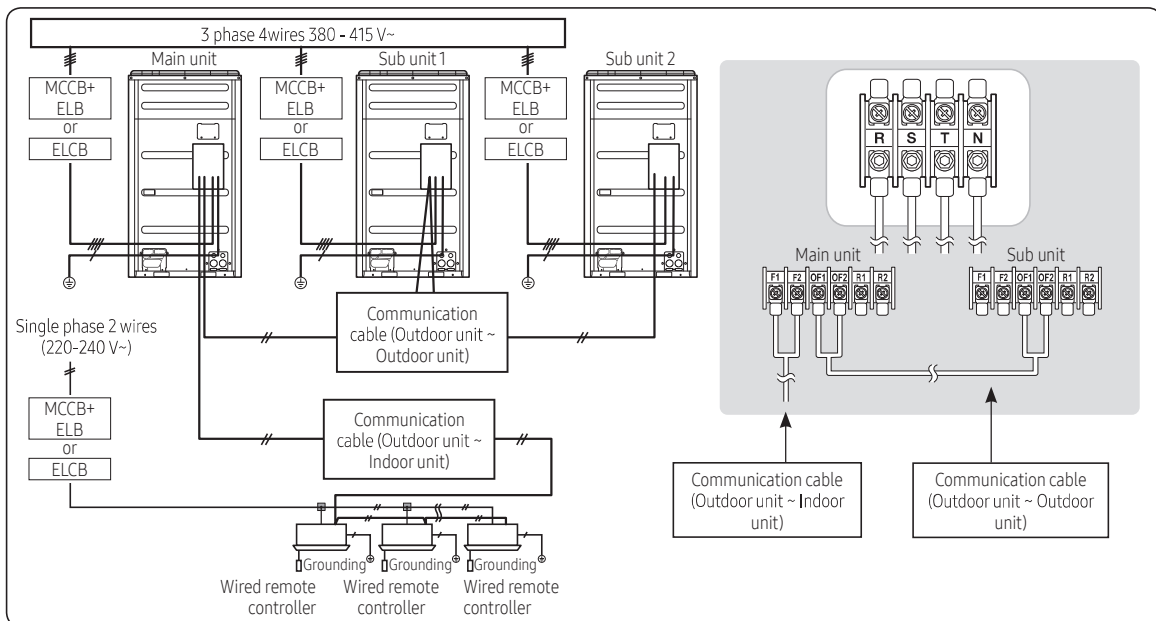 3 phase 4wires 380 - 415 V~
Main unit
Sub unit 1
Sub unit 2
MCCB+
ELB
or
ELCB
MCCB+
ELB
or
ELCB
MCCB+
ELB
or
ELCB
Communication
cable (Outdoor unit ~
Outdoor unit)
Single phase 2 wires
(220-240 V~)
MCCB+
ELB
or
ELCB
Communication
cable (Outdoor unit ~
Indoor unit)
Grounding
Grounding
Grounding
Wired remote
controller
Wired remote
controller
Wired remote
controller
R S T N
Main unit
F1 F2 OF1 OF2 R1 R2
Sub unit
F1 F2 OF1 OF2 R1 R2
Communication cable
(Outdoor unit ~ Indoor
unit)
Communication cable
(Outdoor unit ~ Outdoor
unit)